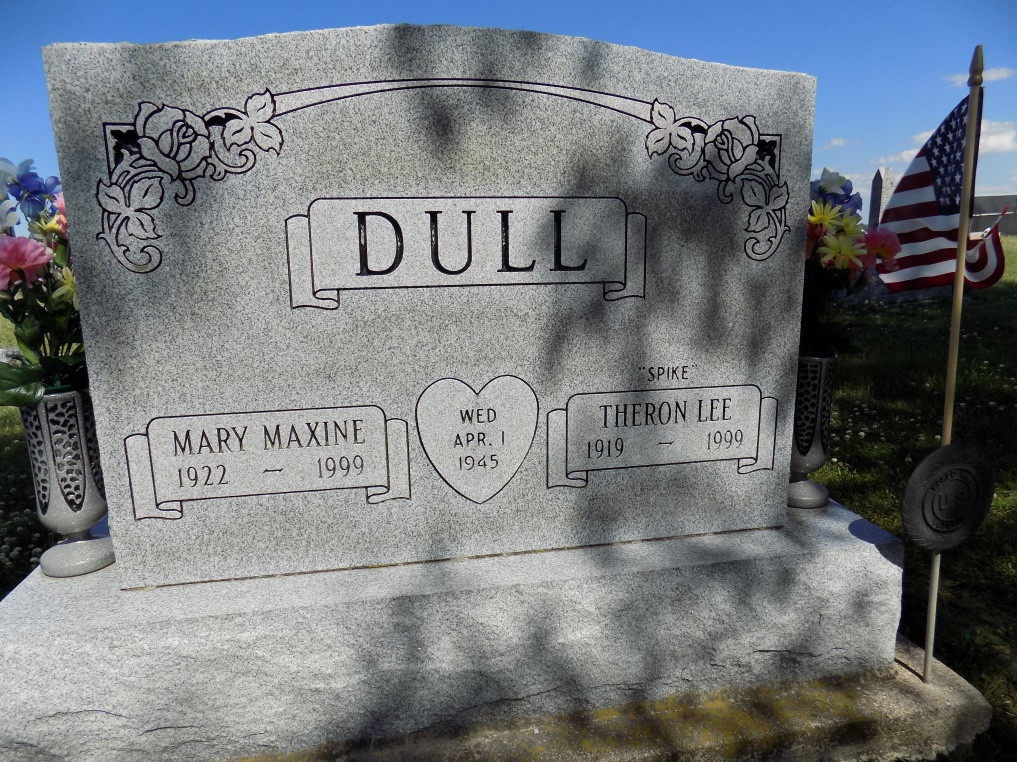 DULL
"SPIKE"
MARY MAXINE
1922 ~ 1999
WED
APR. 1
1945
THERON LEE
1919 ~ 1999